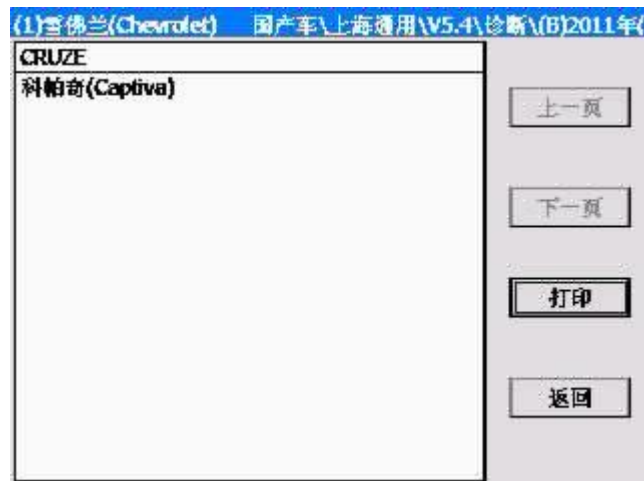 (1)雪佛兰(Chevrolet) 国产车\上海通用\V5.4\诊断\(B)2011年(
CRUZE
科帕奇(Captiva)
上一页
下一页
打印
返回